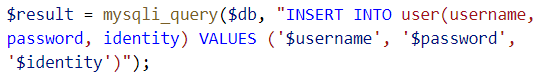 $result = mysqli_query($db, "INSERT INTO user(username,
password, identity) VALUES ('$username', '$password',
'$identity')");